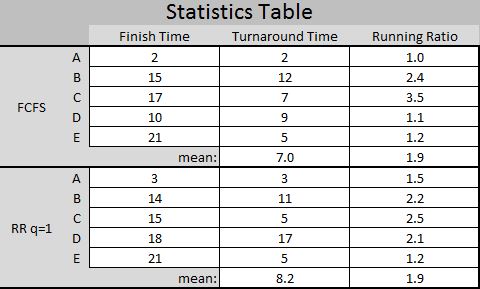 Statistics Table
Finish Time Turnaround Time Running Ratio
FCFS
A 2 2 1.0
B 15 12 2.4
C 17 7 3.5
D 10 9 1.1
E 21 5 1.2
mean: 7.0 1.9
RR q=1
A 3 3 1.5
B 14 11 2.2
C 15 5 2.5
D 18 17 2.1
E 21 5 1.2
mean: 8.2 1.9